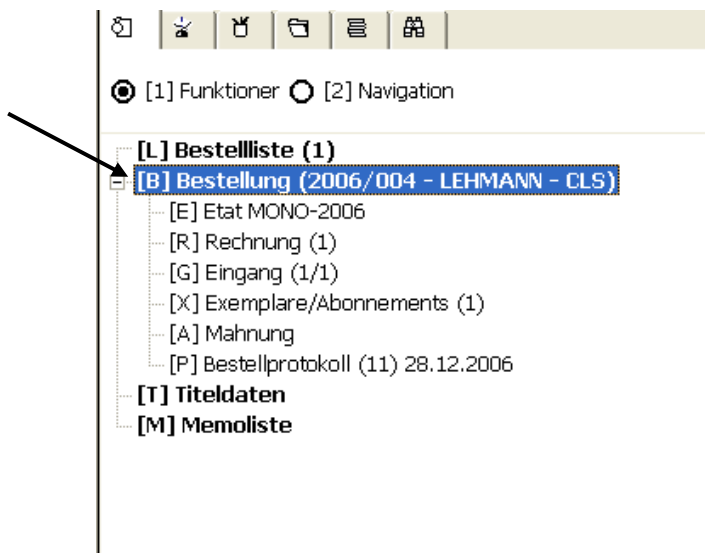 [1] Funktioner [2] Navigation
[L] Bestellliste (1)
[B] Bestellung (2006/004 - LEHMANN - CLS)
[E] Etat MONO-2006
[R] Rechnung (1)
[G] Eingang (1/1)
[X] Exemplare/Abonnements (1)
[A] Mahnung
[P] Bestellprotokoll (11) 28.12.2006
[T] Titeldaten
[M] Memoliste